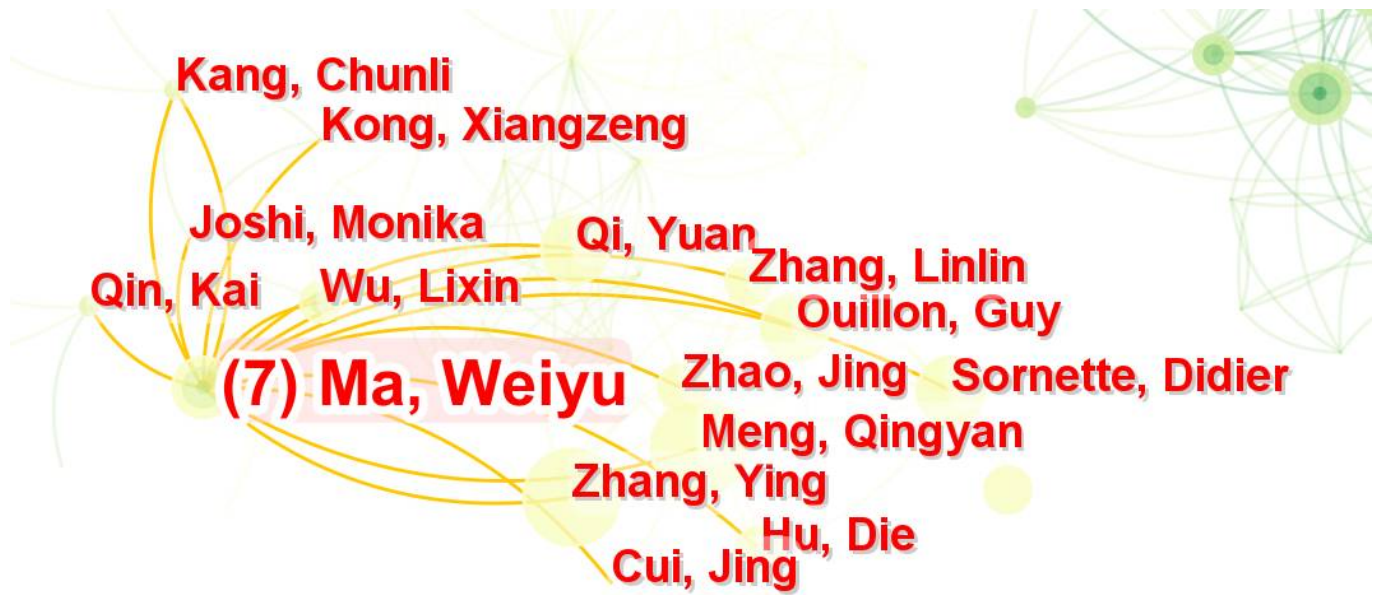 Kang, Chunli
Kong, Xiangzeng
Joshi, Monika
Qi, Yuan
Zhang, Linlin
Qin, Kai
Wu, Lixin
Ouillon, Guy
(7) Ma, Weiyu
Zhao, Jing
Sornette, Didier
Meng, Qingyan
Zhang, Ying
Hu, Die
Cui, Jing